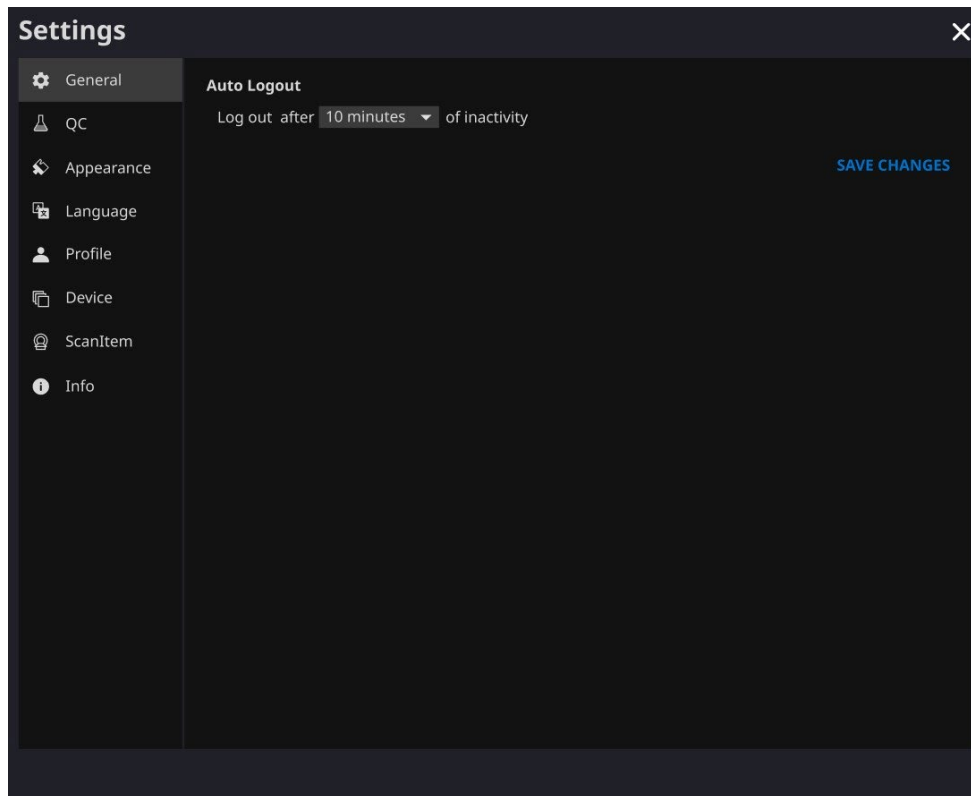 Settings
General
QC
Appearance
Language
Profile
Device
ScanItem
Info
Auto Logout
Log out after 10 minutes of inactivity
SAVE CHANGES